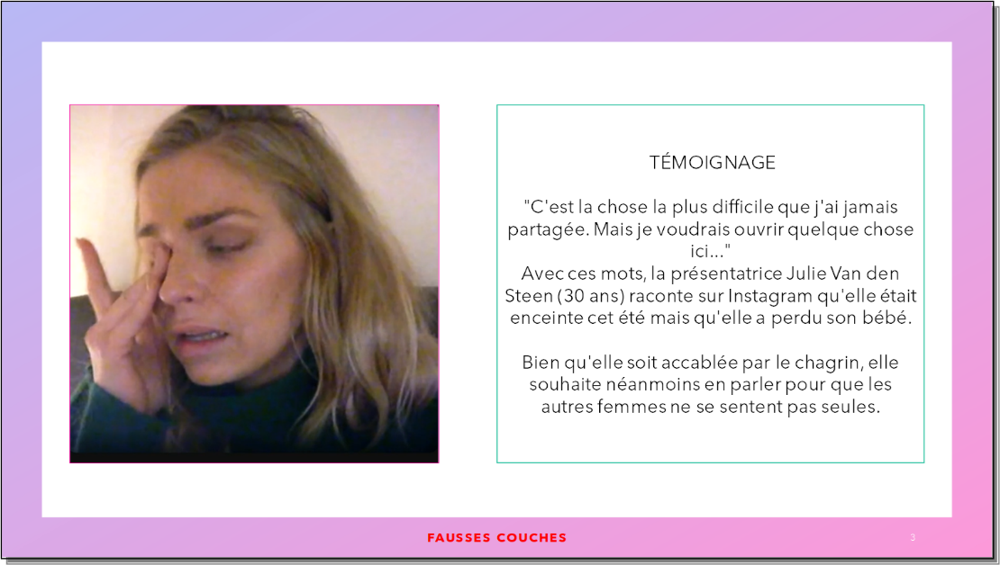 TÉMOIGNAGE
"C'est la chose la plus difficile que j'ai jamais
partagée. Mais je voudrais ouvrir quelque chose
ici..."
Avec ces mots, la présentatrice Julie Van den
Steen (30 ans) raconte sur Instagram qu'elle était
enceinte cet été mais qu'elle a perdu son bébé.
Bien qu'elle soit accablée par le chagrin, elle
souhaite néanmoins en parler pour que les
autres femmes ne se sentent pas seules.
FAUSSES COUCHES
3